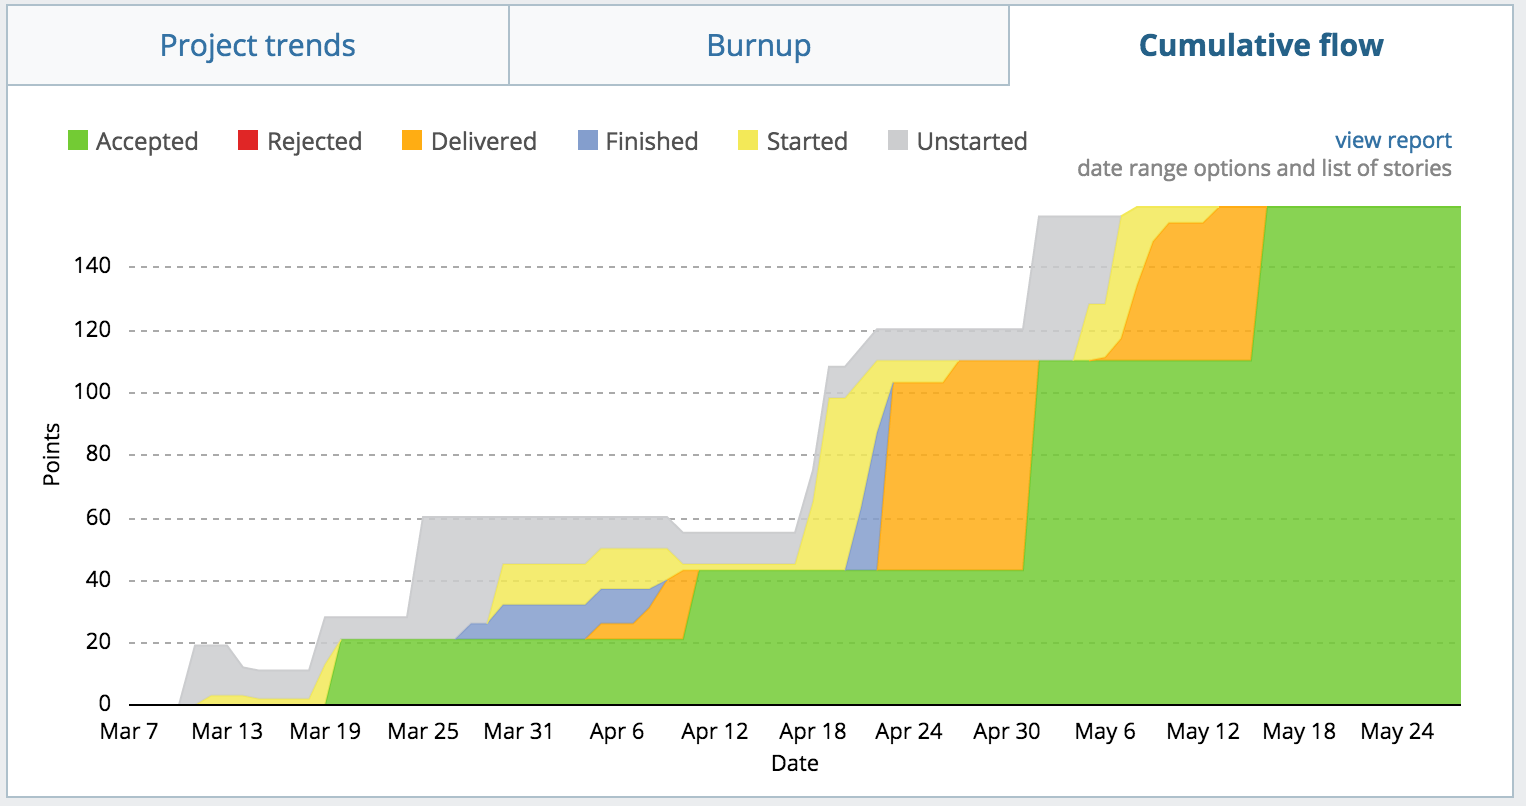 Project trends
Burnup
Cumulative flow
Accepted
Rejected
Delivered
Finished
Started
Unstarted
view report
date range options and list of stories
140
120
100
80
60
40
20
0
Points
Mar 7
Mar 13
Mar 19
Mar 25
Mar 31
Apr 6
Apr 12
Apr 18
Apr 24
Apr 30
May 6
May 12
May 18
May 24
Date